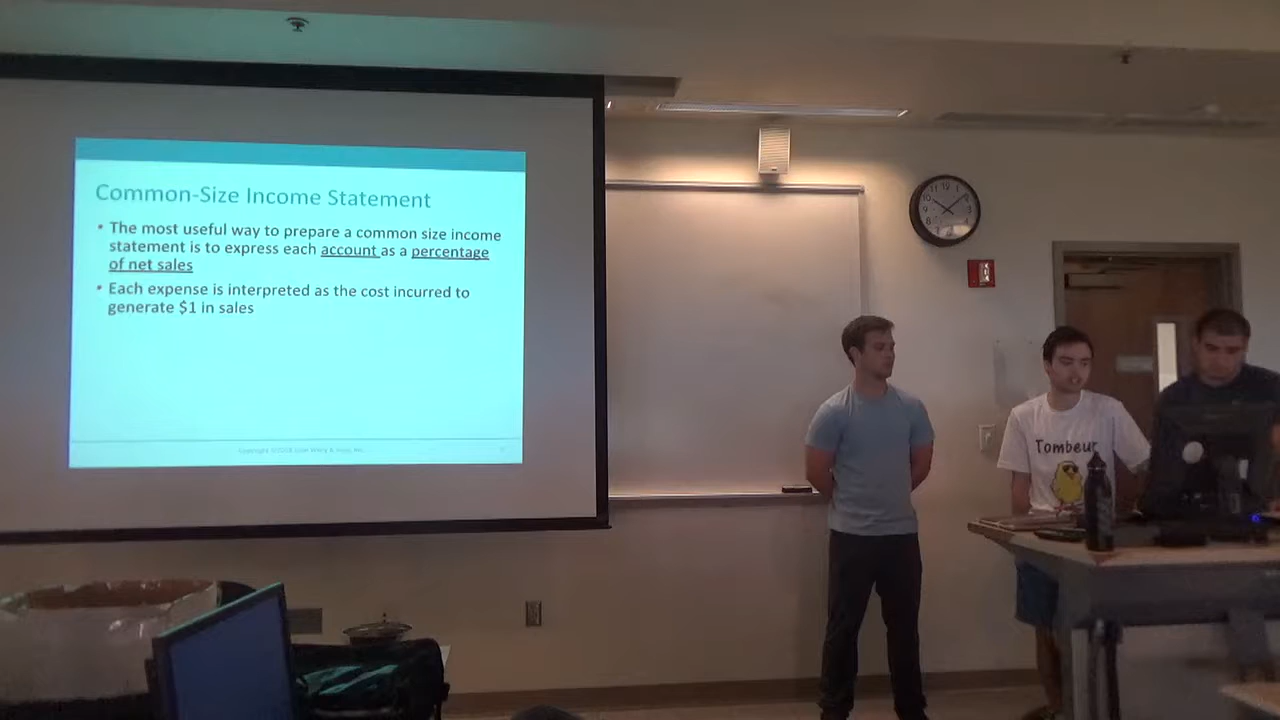 Common-Size Income Statement
• The most useful way to prepare a common size income
statement is to express each account as a percentage
of net sales
• Each expense is interpreted as the cost incurred to
generate $1 in sales
Tombeur